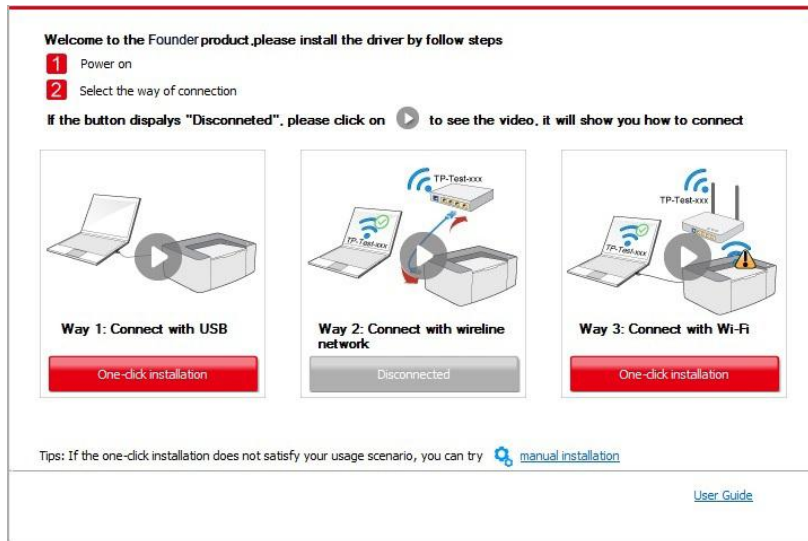 Welcome to the Founder product,please install the driver by follow steps
1 Power on
2 Select the way of connection
If the button dispalys "Disconneted", please click on to see the video, it will show you how to connect
TP-Test-xxx
TP-Test-xxx
Way 1: Connect with USB
One-click installation
TP-Test-xxx
Way 2: Connect with wireline
network
Disconnected
TP-Test-xxx
Way 3: Connect with Wi-Fi
One-click installation
Tips: If the one-click installation does not satisfy your usage scenario, you can try manual installation
User Guide